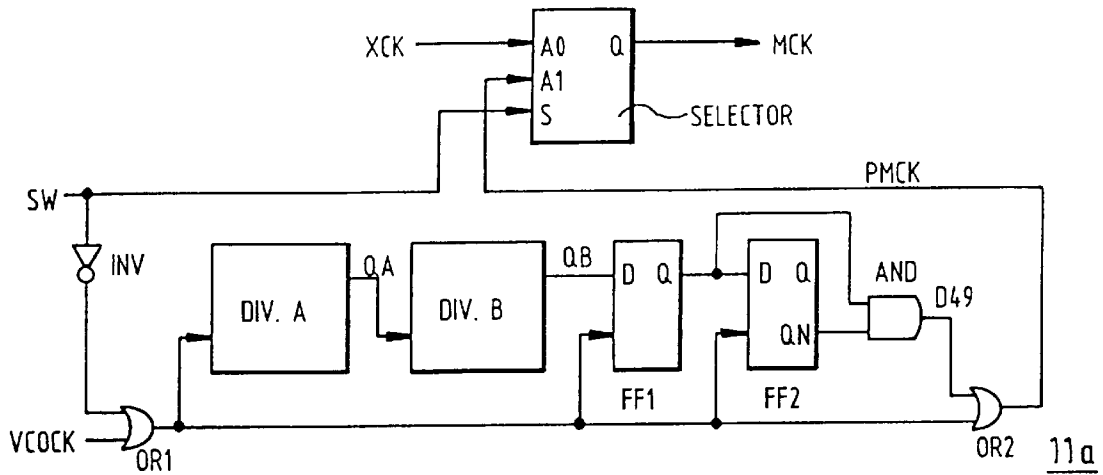 XCK
A0 Q
MCK
A1
S
SELECTOR
SW
PMCK
INV
QA
QB
D Q
D Q
AND
D49
DIV. A
DIV. B
QN
FF1
FF2
VCOCK
OR1
OR2
11a